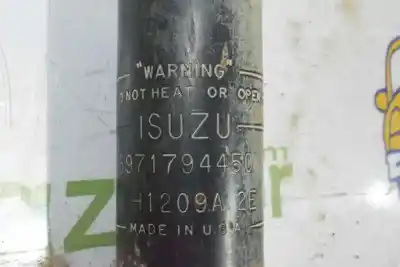 "WARNING"
DO NOT HEAT OR OPEN
ISUZU
8971794450
H1209A 2E
MADE IN U.S.A.